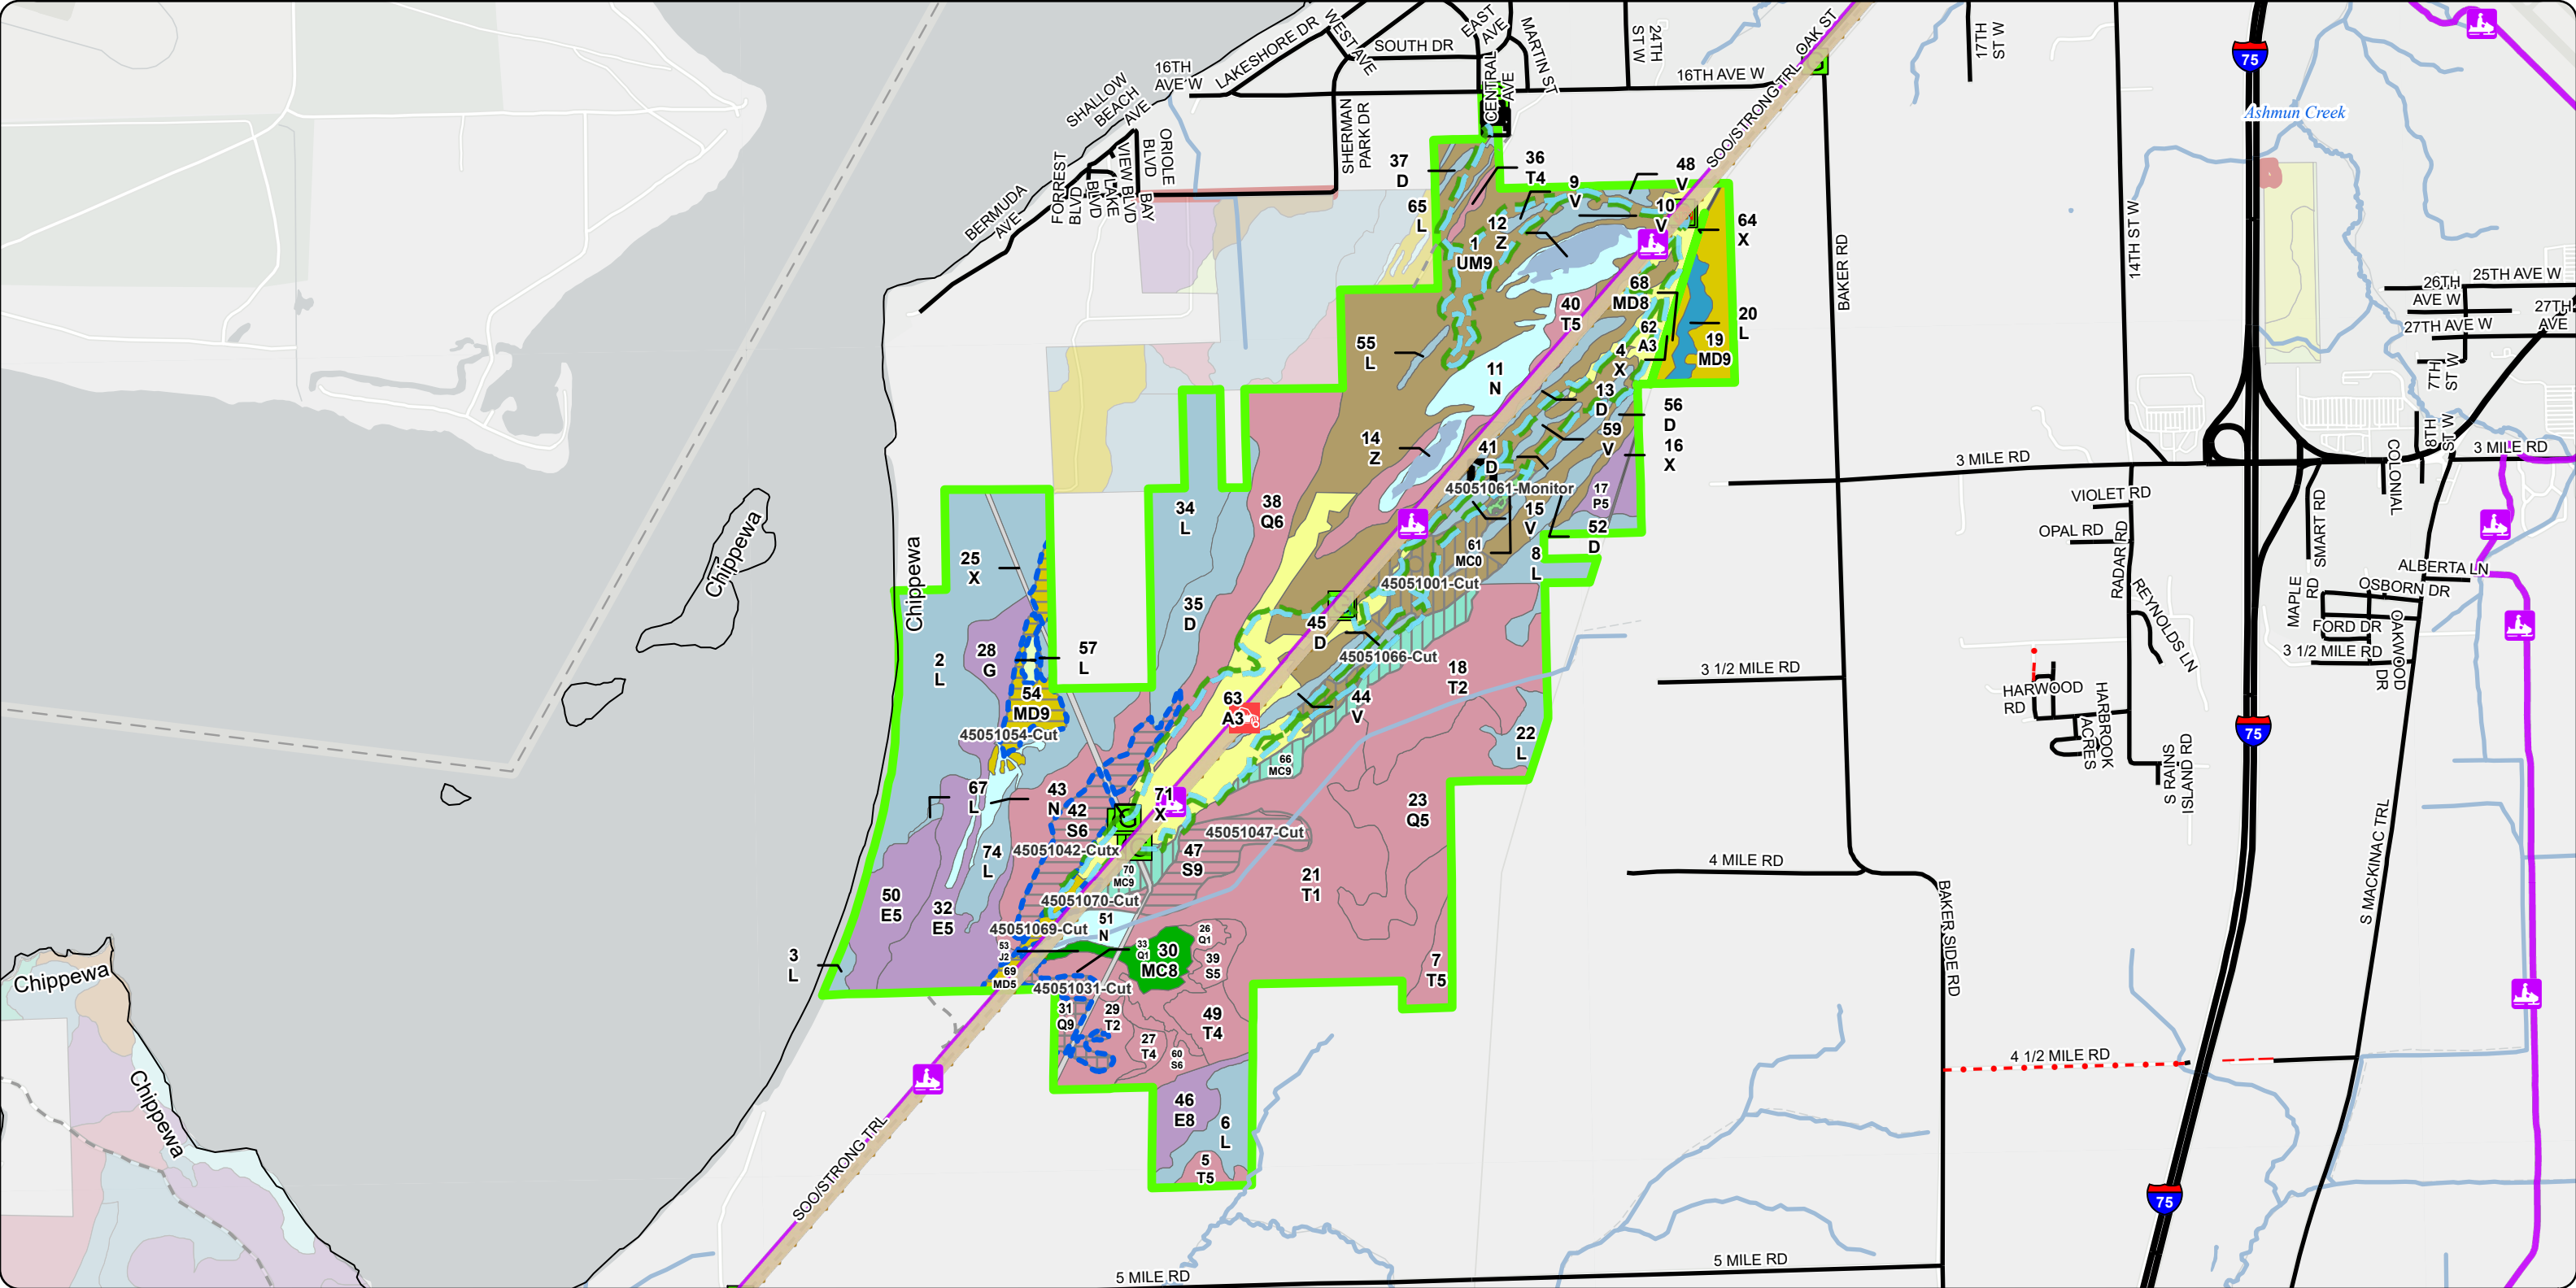 EAST
AVE
OAK ST
17TH
ST W
LAKESHORE DR
WEST AVE
SOUTH DR
MARTIN ST
24TH
ST W
75
16TH
AVE W
16TH AVE W
CENTRAL
AVE
SHALLOW
BEACH
AVE
SOO/STRONG TRL
Ashmun Creek
SHERMAN
PARK DR
ORIOLE
BLVD
VIEW BLVD
BAY
LAKE
BLVD
FORREST
BLVD
BERMUDA
AVE
37
D
36
T4
48
V
9
V
65
L
10
V
64
X
12
Z
1
UM9
14TH ST W
BAKER RD
25TH AVE W
26TH
AVE W
27TH
AVE
27TH AVE W
68
MD8
40
T5
20
L
62
A3
19
MD9
55
L
4
X
7TH
ST W
11
N
13
D
56
D
59
V
16
X
14
Z
41
D
8TH
ST W
3 MILE RD
3 MILE RD
COLONIAL
45051061-Monitor
17
P5
VIOLET RD
34
L
38
Q6
15
V
OPAL RD
RADAR RD
SMART RD
52
D
Chippewa
Chippewa
25
X
61
MC0
8
L
45051001-Cut
ALBERTA LN
OSBORN DR
MAPLE
RD
REYNOLDS LN
35
D
45
D
FORD DR
OAKWOOD
DR
3 1/2 MILE RD
28
G
2
L
57
L
45051066-Cut
18
T2
3 1/2 MILE RD
54
MD9
63
A3
44
V
HARWOOD
RD
HARBROOK
ACRES
75
45051054-Cut
22
L
66
MC9
S RAINS
ISLAND RD
67
L
43
N
42
S6
71
X
23
Q5
S MACKINAC TRL
45051047-Cut
45051042-Cutx
74
L
47
S9
4 MILE RD
70
MC9
21
T1
50
E5
32
E5
45051070-Cut
BAKER SIDE RD
51
N
45051069-Cut
53
J2
33
Q1
30
MC8
26
Q1
39
S5
3
L
69
MD5
7
T5
Chippewa
45051031-Cut
31
Q9
29
T2
49
T4
27
T4
60
S6
4 1/2 MILE RD
Chippewa
46
E8
6
L
5
T5
SOO/STRONG TRL
75
5 MILE RD
5 MILE RD